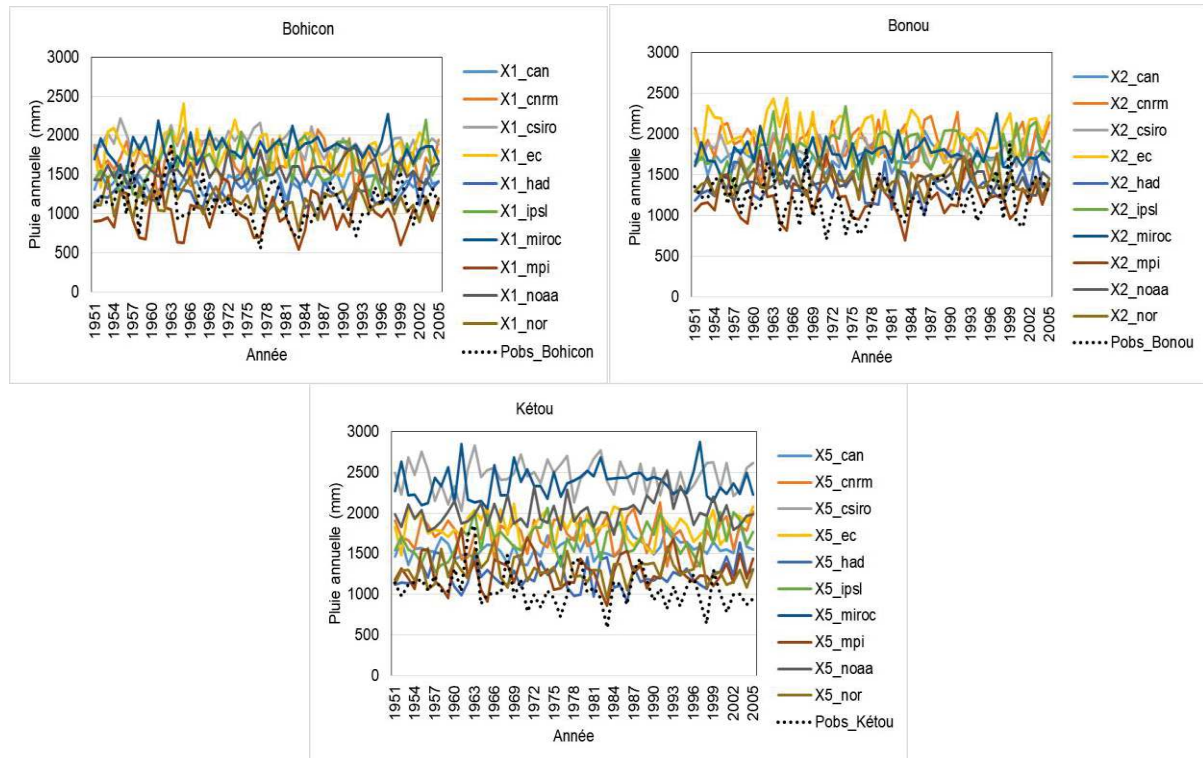 Bohicon
Pluie annuelle (mm)
3000
2500
2000
1500
1000
500
0
1951 1954 1957 1960 1963 1966 1969 1972 1975 1978 1981 1984 1987 1990 1993 1996 1999 2002 2005
Année
X1_can
X1_cnrm
X1_csiro
X1_ec
X1_had
X1_ipsl
X1_miroc
X1_mpi
X1_noaa
X1_nor
Pobs_Bohicon
Bonou
Pluie annuelle (mm)
3000
2500
2000
1500
1000
500
0
1951 1954 1957 1960 1963 1966 1969 1972 1975 1978 1981 1984 1987 1990 1993 1996 1999 2002 2005
Année
X2_can
X2_cnrm
X2_csiro
X2_ec
X2_had
X2_ipsl
X2_miroc
X2_mpi
X2_noaa
X2_nor
Pobs_Bonou
Kétou
Pluie annuelle (mm)
3000
2500
2000
1500
1000
500
0
1951 1954 1957 1960 1963 1966 1969 1972 1975 1978 1981 1984 1987 1990 1993 1996 1999 2002 2005
Année
X5_can
X5_cnrm
X5_csiro
X5_ec
X5_had
X5_ipsl
X5_miroc
X5_mpi
X5_noaa
X5_nor
Pobs_Kétou